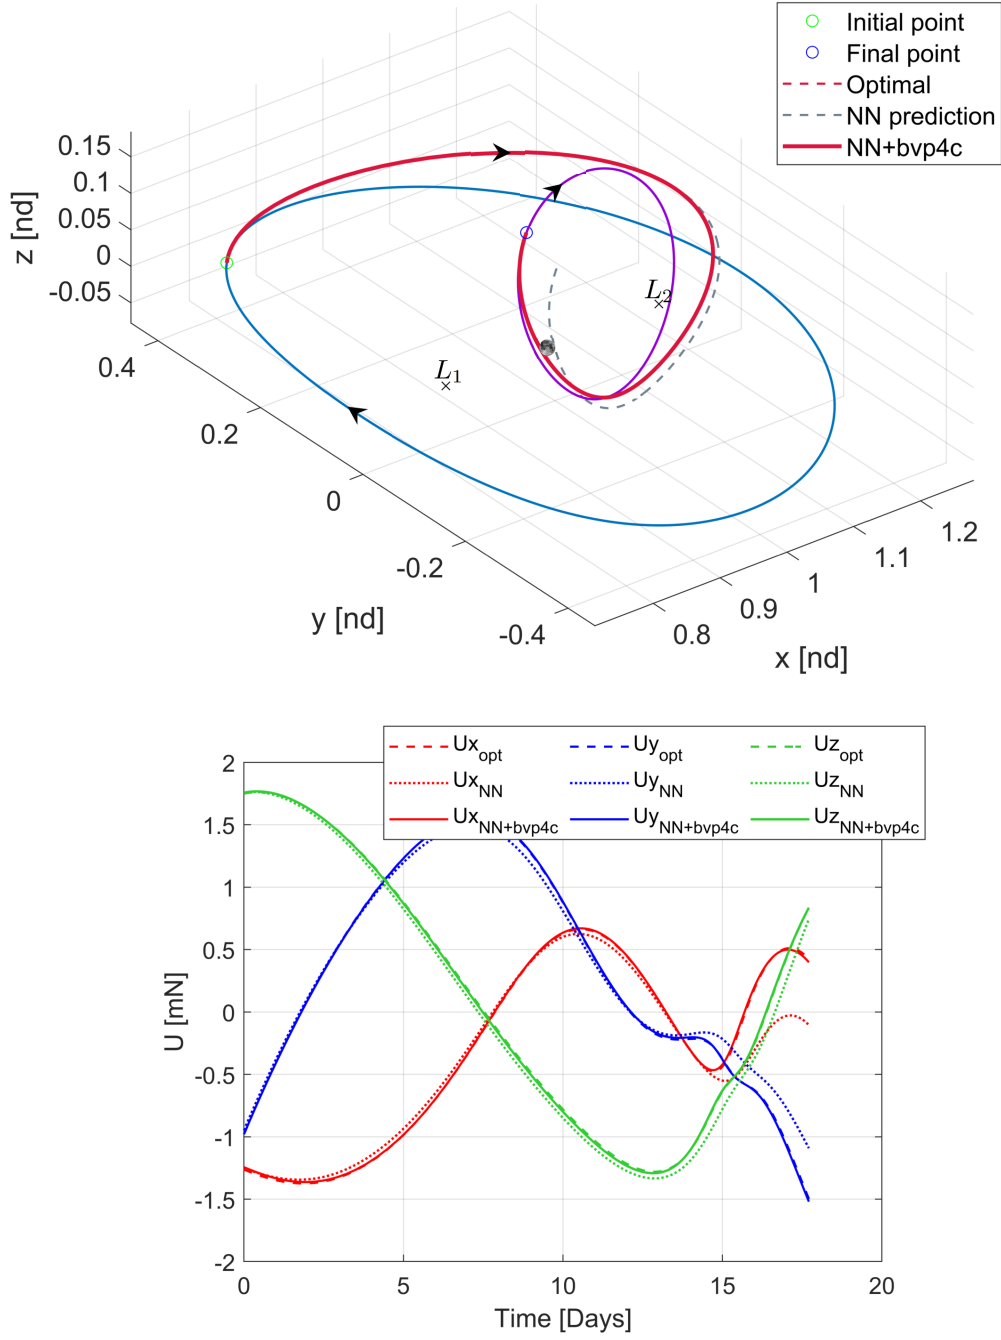 Initial point
Final point
Optimal
NN prediction
NN+bvp4c
0.15
0.1
0.05
0
-0.05
z [nd]
L1
L2
0.4
0.2
0
-0.2
-0.4
y [nd]
0.8
0.9
1
1.1
1.2
x [nd]
Uxopt Uyopt Uzopt
UxNN UyNN UzNN
UxNN+bvp4c UyNN+bvp4c UzNN+bvp4c
2
1.5
1
0.5
0
-0.5
-1
-1.5
-2
U [mN]
0 5 10 15 20
Time [Days]